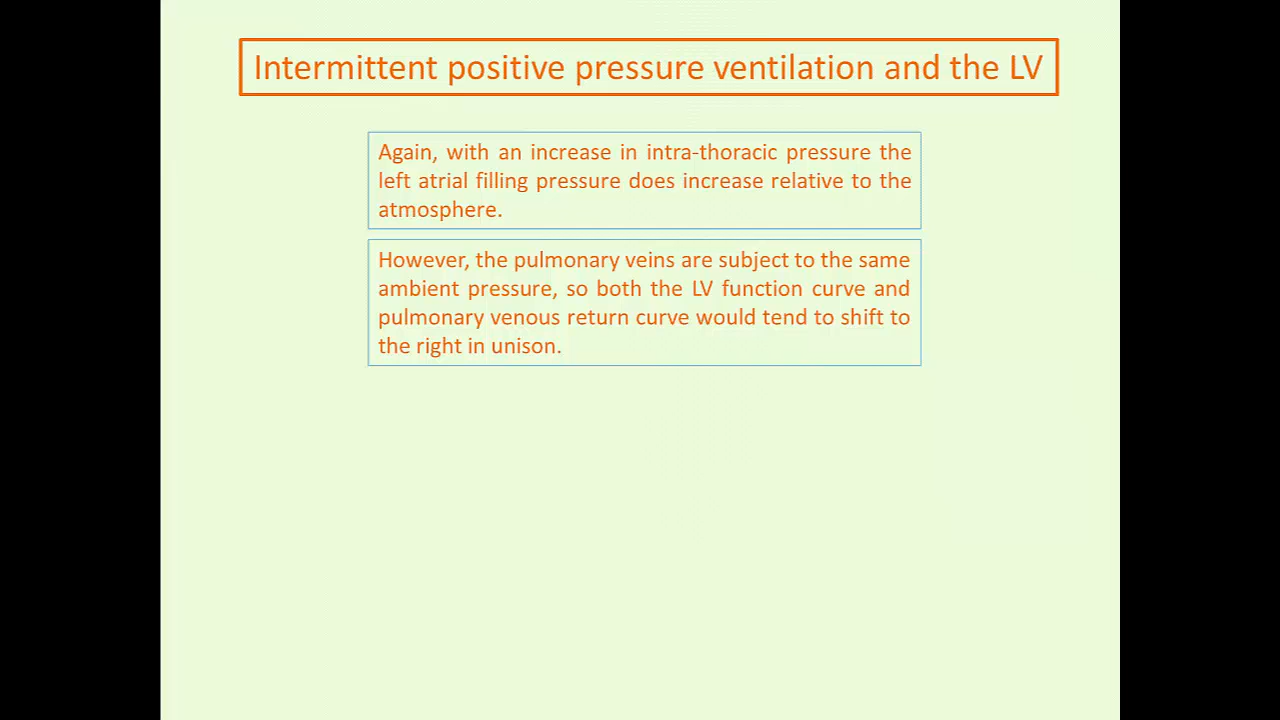 Intermittent positive pressure ventilation and the LV
Again, with an increase in intra-thoracic pressure the
left atrial filling pressure does increase relative to the
atmosphere.
However, the pulmonary veins are subject to the same
ambient pressure, so both the LV function curve and
pulmonary venous return curve would tend to shift to
the right in unison.